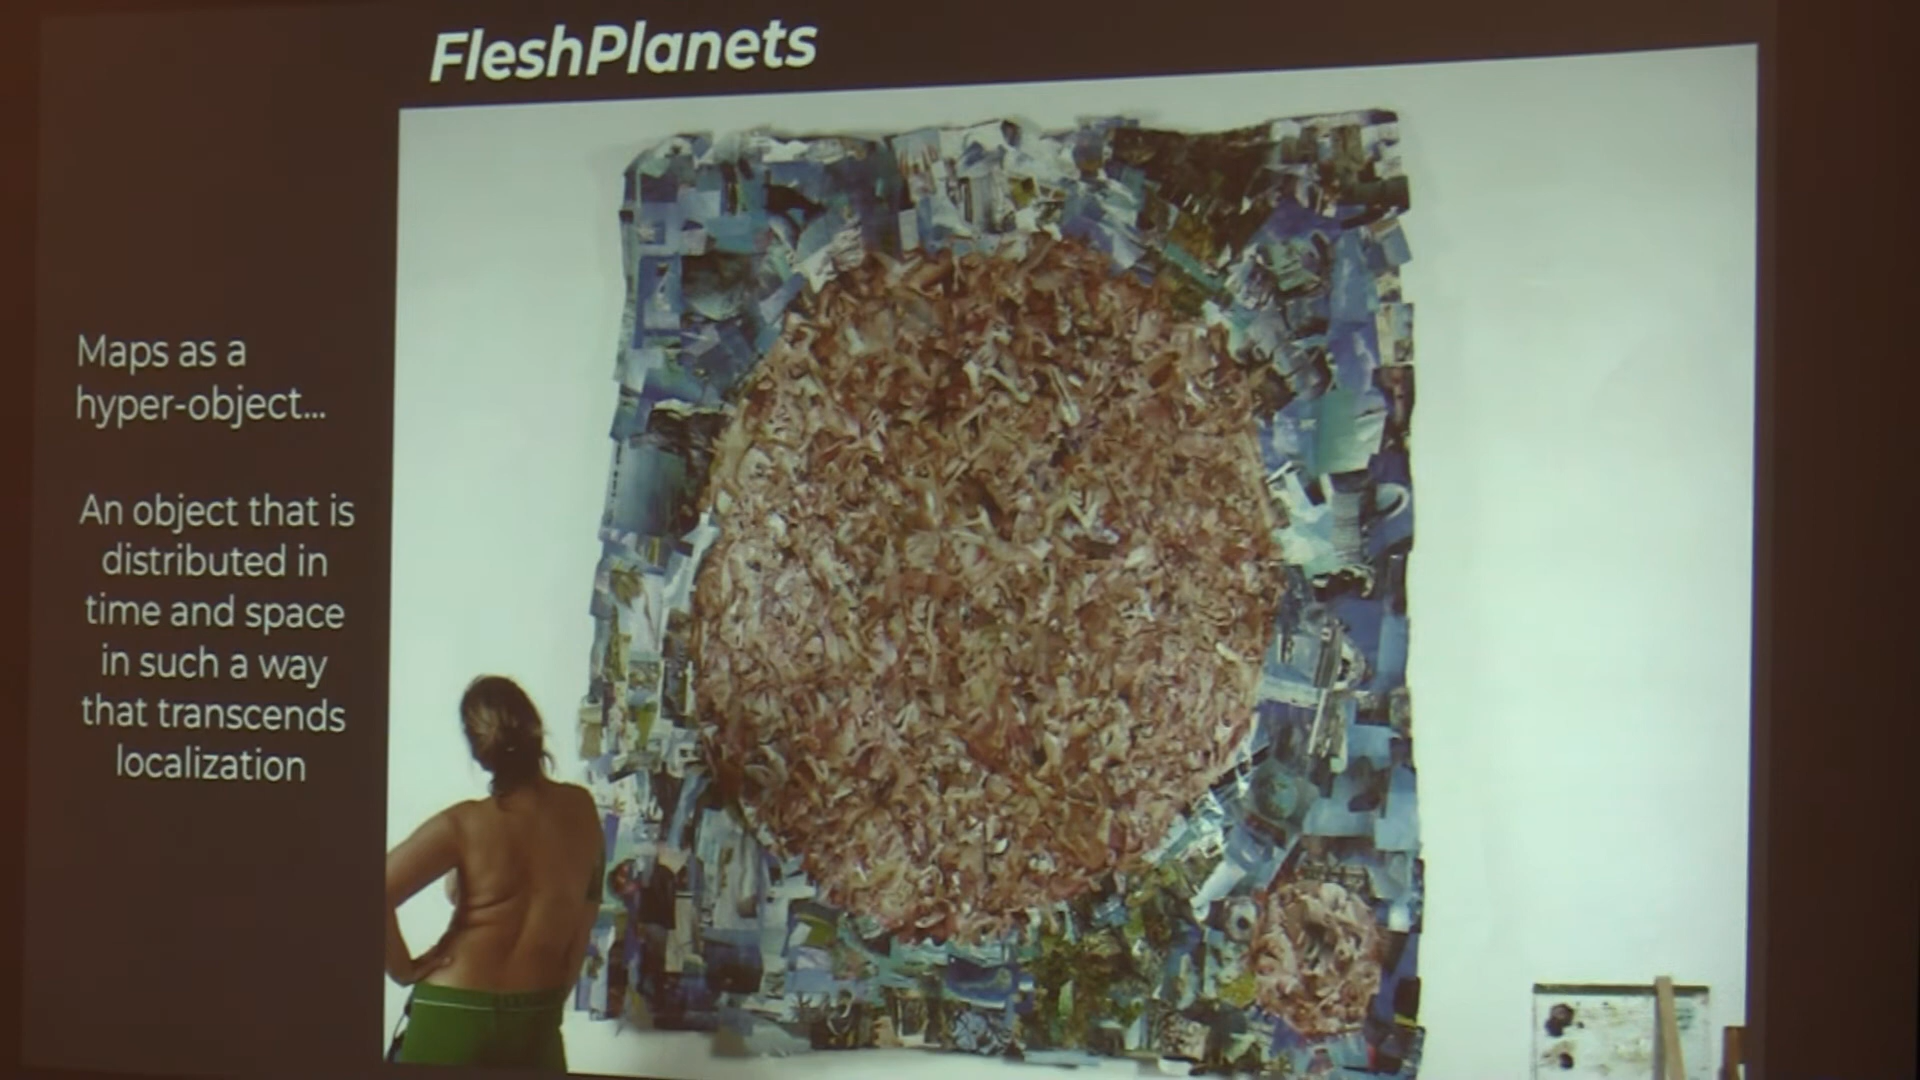 FleshPlanets
Maps as a
hyper-object...
An object that is
distributed in
time and space
in such a way
that transcends
localization